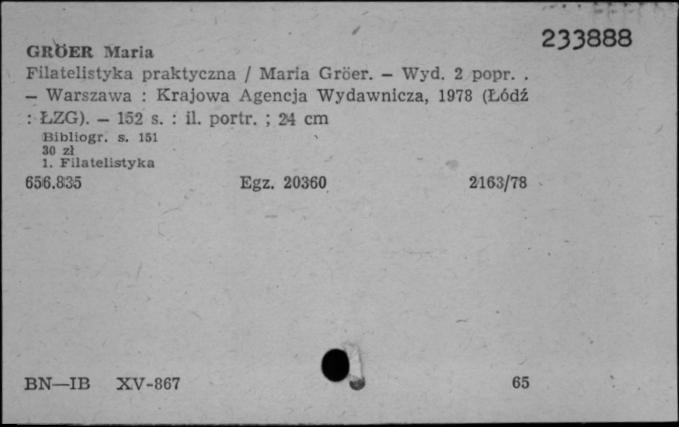 233888
GRÖER Maria
Filatelistyka praktyczna / Maria Gröer. — Wyd. 2 popr. .
— Warszawa : Krajowa Agencja Wydawnicza, 1978 (Łódź
: ŁZG). — 152 s. : il. portr. ; 24 cm
Bibliogr. s. 151
30 zł
1. Filatelistyka
656.835 Egz. 20360 2163/78
BN—IB XV-867 65